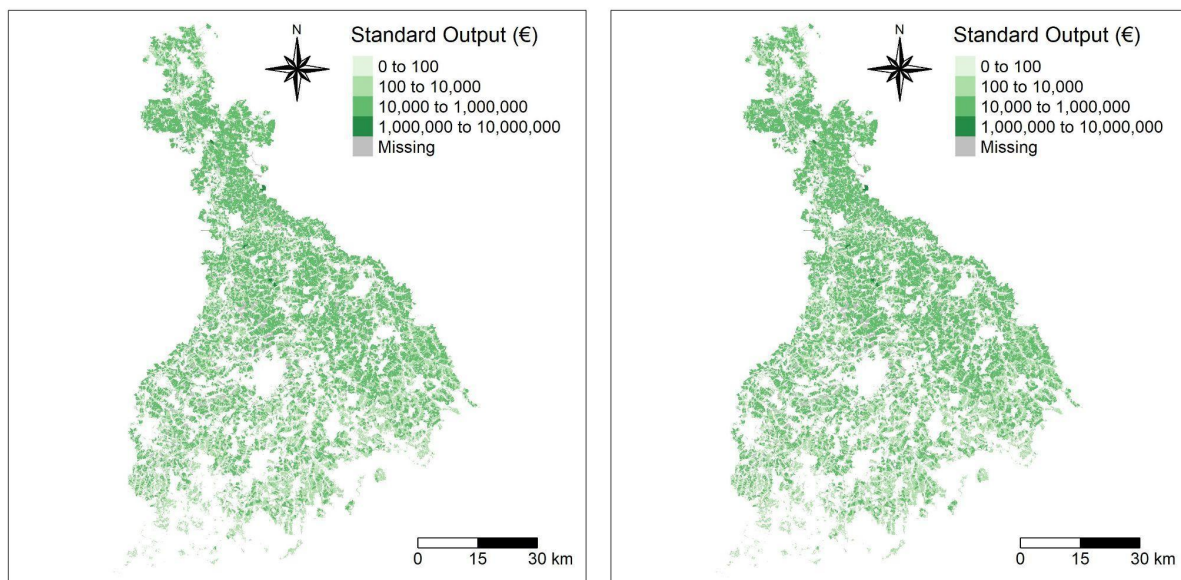 N
Standard Output (€)
0 to 100
100 to 10,000
10,000 to 1,000,000
1,000,000 to 10,000,000
Missing
0 15 30 km
N
Standard Output (€)
0 to 100
100 to 10,000
10,000 to 1,000,000
1,000,000 to 10,000,000
Missing
0 15 30 km